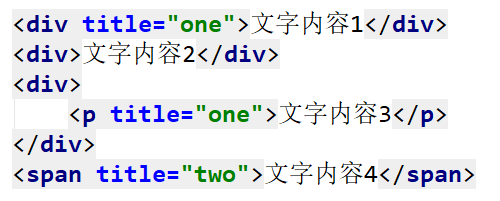 <div title="one">文字内容1</div>
<div>文字内容2</div>
<div>
    <p title="one">文字内容3</p>
</div>
<span title="two">文字内容4</span>